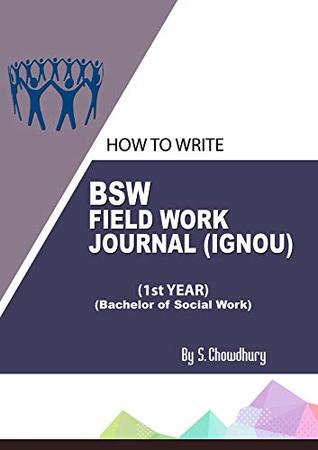 HOW TO WRITE
BSW
FIELD WORK
JOURNAL (IGNOU)
(1st YEAR)
(Bachelor of Social Work)
By S. Chowdhury